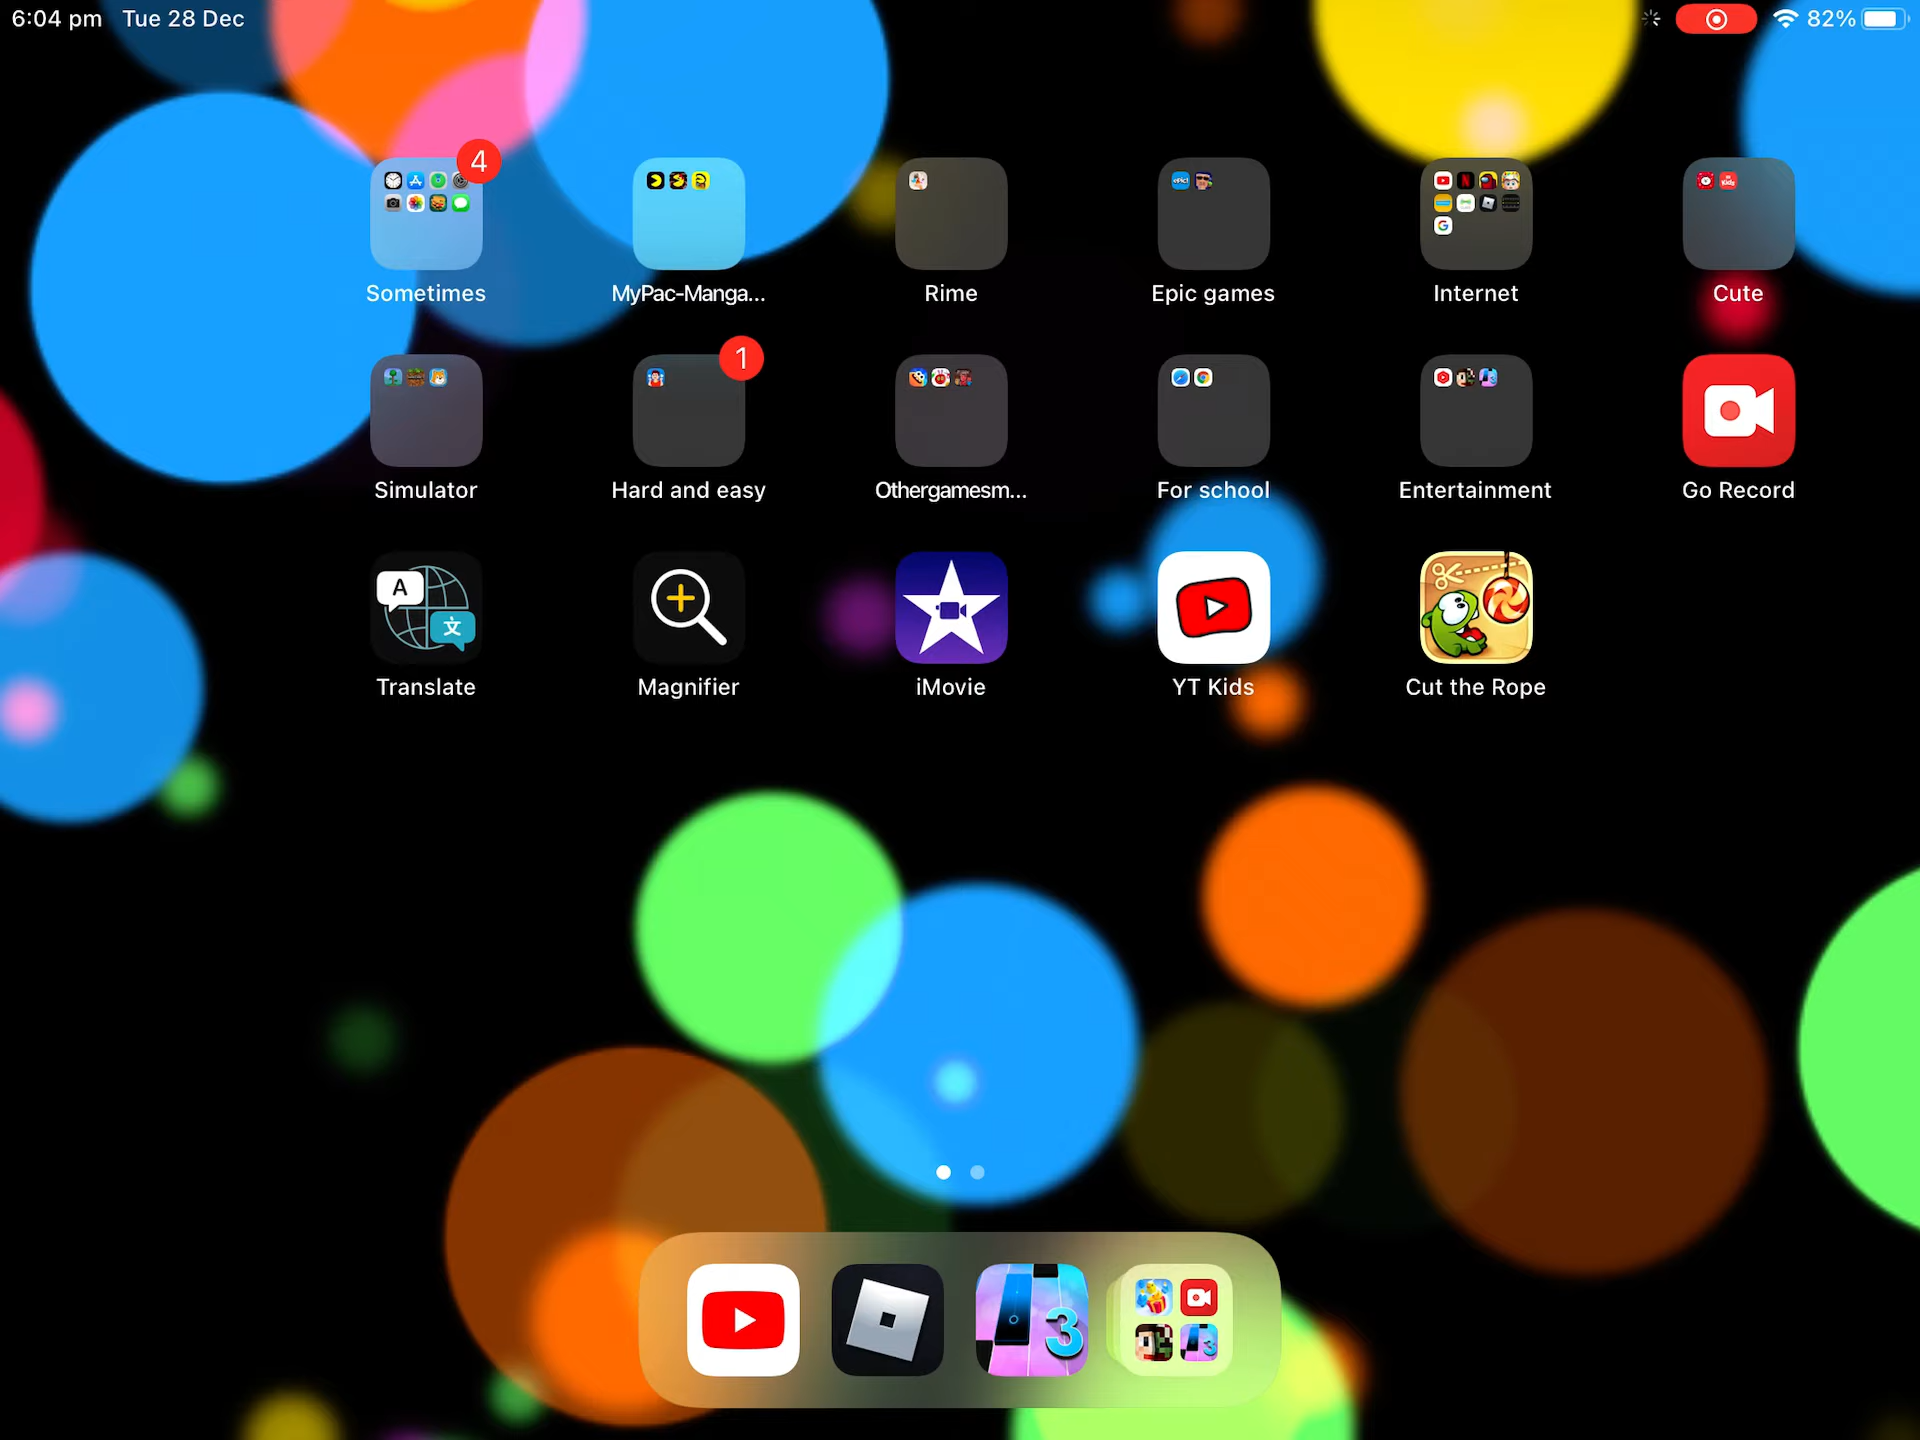 6:04 pm Tue 28 Dec 82%
4
Sometimes MyPac-Manga... Rime Epic games Internet Cute
1
Simulator Hard and easy Othergamesm... For school Entertainment Go Record
A
文
Translate Magnifier iMovie YT Kids Cut the Rope
3
3